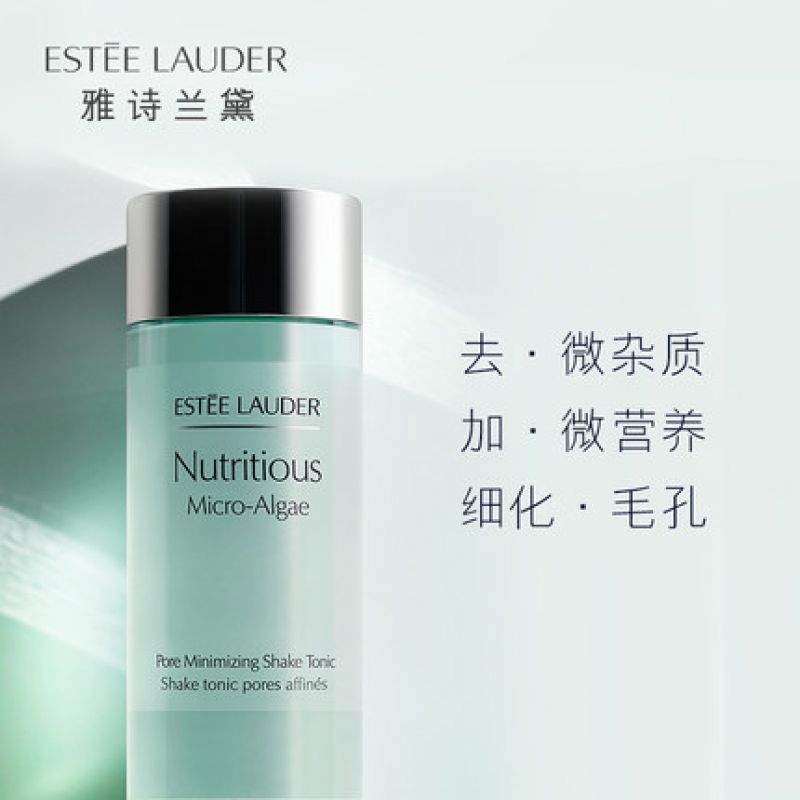 ESTĒE LAUDER
雅诗兰黛
去·微杂质
加·微营养
细化·毛孔
ESTĒE LAUDER
Nutritious
Micro-Algae
Pore Minimizing Shake Tonic
Shake tonic pores affinés